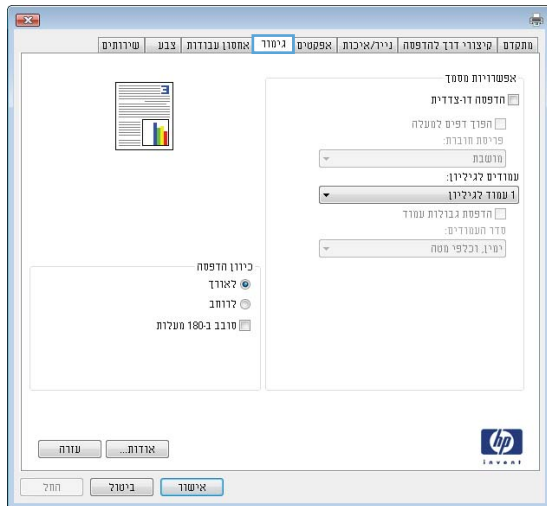 מתקדם
קיצורי דרך להדפסה
נייר/איכות
אפקטים
גימור
אחסון עבודות
צבע
שירותים
אפשרויות מסמך
הדפסה דו-צדדית
הפוך דפים למעלה
פריסת חוברת:
מושבת
עמודים לגיליון:
1 עמוד לגיליון
הדפסת גבולות עמוד
סדר העמודים:
ימין, וכלפי מטה
כיוון הדפסה
לאורך
לרוחב
סובב ב-180 מעלות
hp
invent
אודות...
עזרה
אישור
ביטול
החל